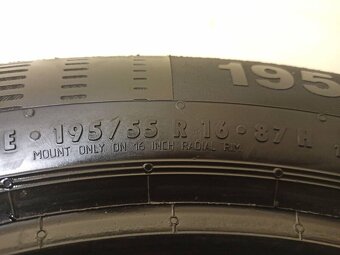 195
E • 195/55 R 16 • 87 H
MOUNT ONLY ON 16 INCH RADIAL RIM